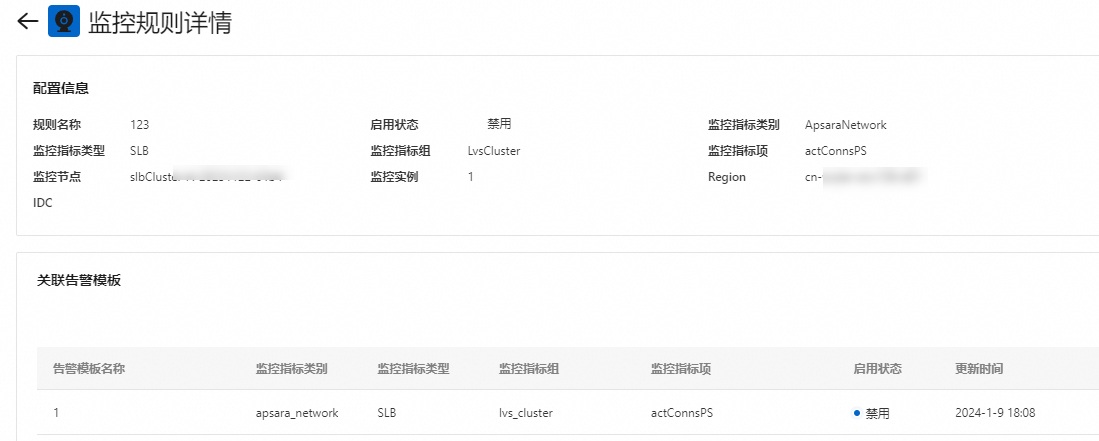 监控规则详情
配置信息
规则名称 123 启用状态 禁用 监控指标类别 ApsaraNetwork
监控指标类型 SLB 监控指标组 LvsCluster 监控指标项 actConnsPS
监控节点 slbCluster 监控实例 1 Region cn-
IDC
关联告警模板
告警模板名称 监控指标类别 监控指标类型 监控指标组 监控指标项 启用状态 更新时间
1 apsara_network SLB lvs_cluster actConnsPS 禁用 2024-1-9 18:08